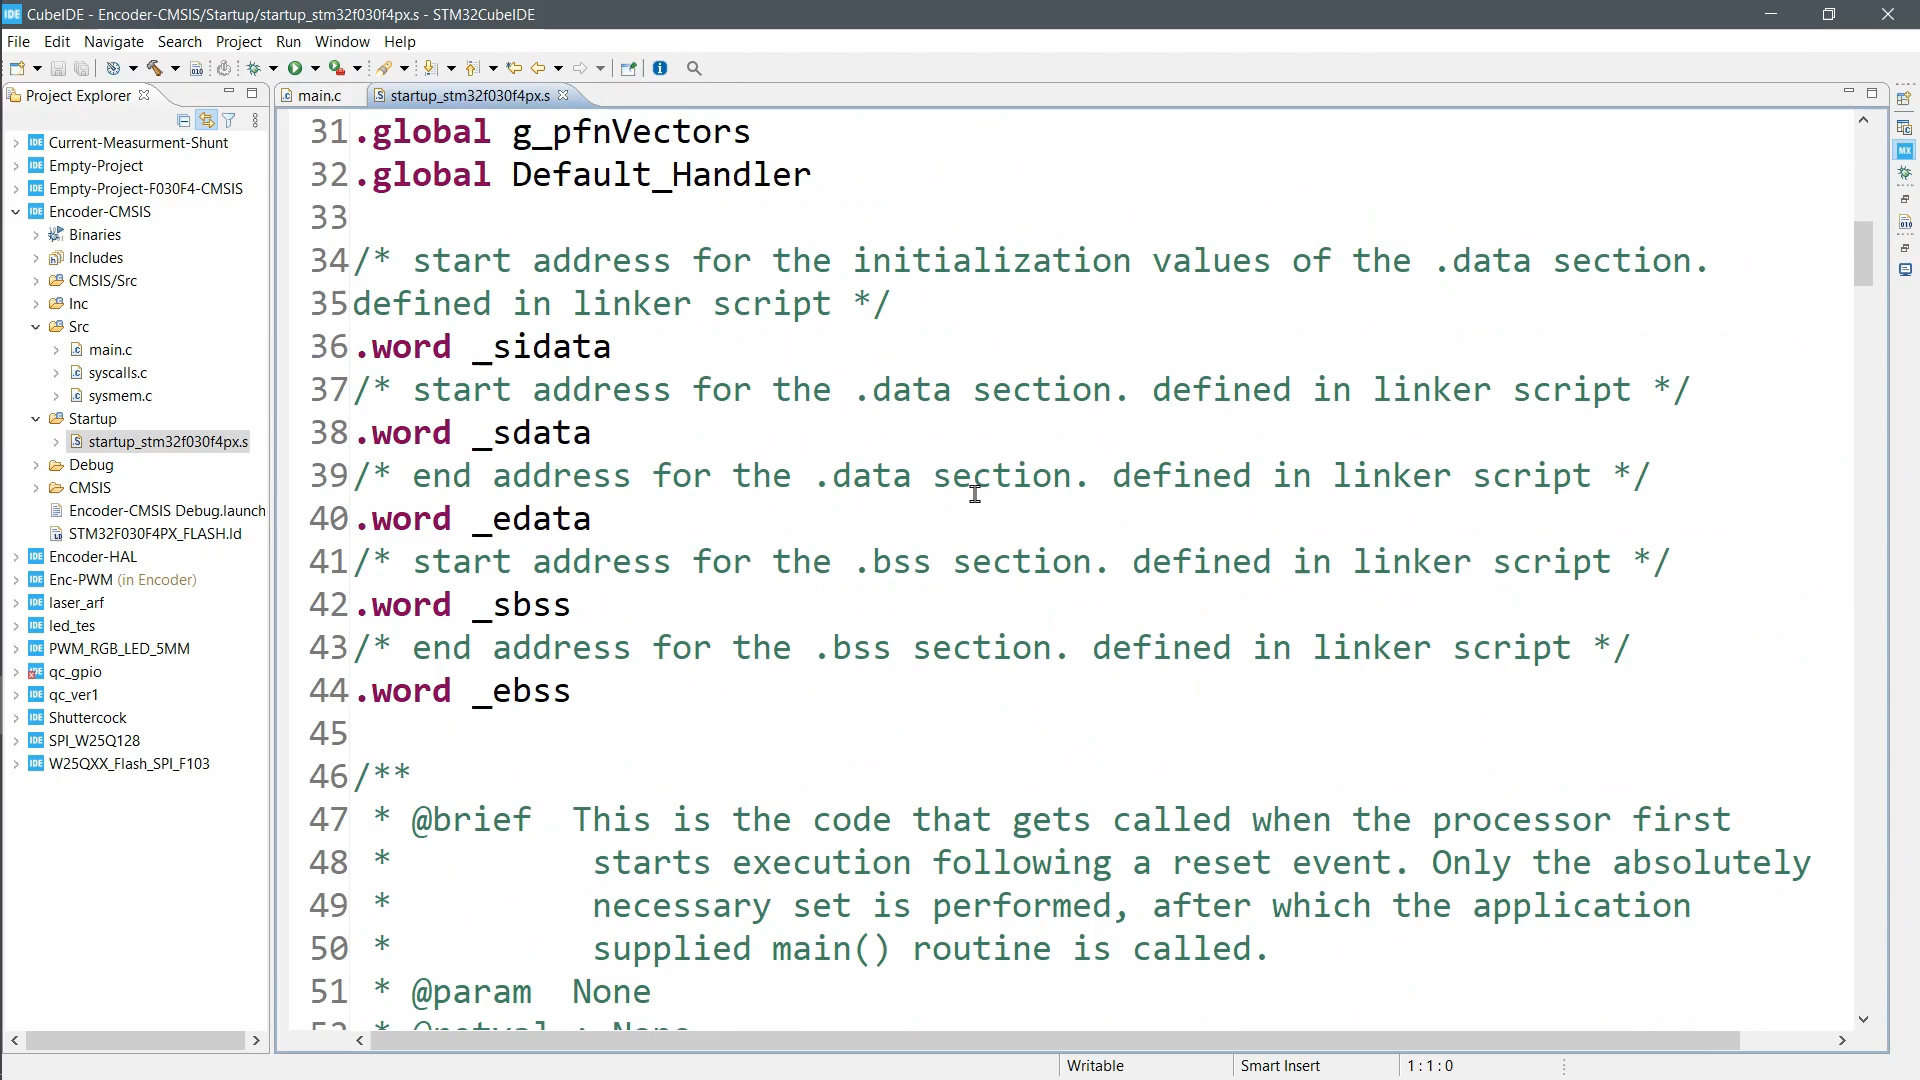 IDE CubeIDE - Encoder-CMSIS/Startup/startup_stm32f030f4px.s - STM32CubeIDE
File Edit Navigate Search Project Run Window Help
Project Explorer
main.c
startup_stm32f030f4px.s
Current-Measurment-Shunt
Empty-Project
Empty-Project-F030F4-CMSIS
Encoder-CMSIS
Binaries
Includes
CMSIS/Src
Inc
Src
main.c
syscalls.c
sysmem.c
Startup
startup_stm32f030f4px.s
Debug
CMSIS
Encoder-CMSIS Debug.launch
STM32F030F4PX_FLASH.ld
Encoder-HAL
Enc-PWM (in Encoder)
laser_arf
led_tes
PWM_RGB_LED_5MM
qc_gpio
qc_ver1
Shuttercock
SPI_W25Q128
W25QXX_Flash_SPI_F103
31 .global g_pfnVectors
32 .global Default_Handler
33
34 /* start address for the initialization values of the .data section.
35 defined in linker script */
36 .word _sidata
37 /* start address for the .data section. defined in linker script */
38 .word _sdata
39 /* end address for the .data section. defined in linker script */
40 .word _edata
41 /* start address for the .bss section. defined in linker script */
42 .word _sbss
43 /* end address for the .bss section. defined in linker script */
44 .word _ebss
45
46 /**
47 * @brief This is the code that gets called when the processor first
48 * starts execution following a reset event. Only the absolutely
49 * necessary set is performed, after which the application
50 * supplied main() routine is called.
51 * @param None
MX
Writable Smart Insert 1 : 1 : 0